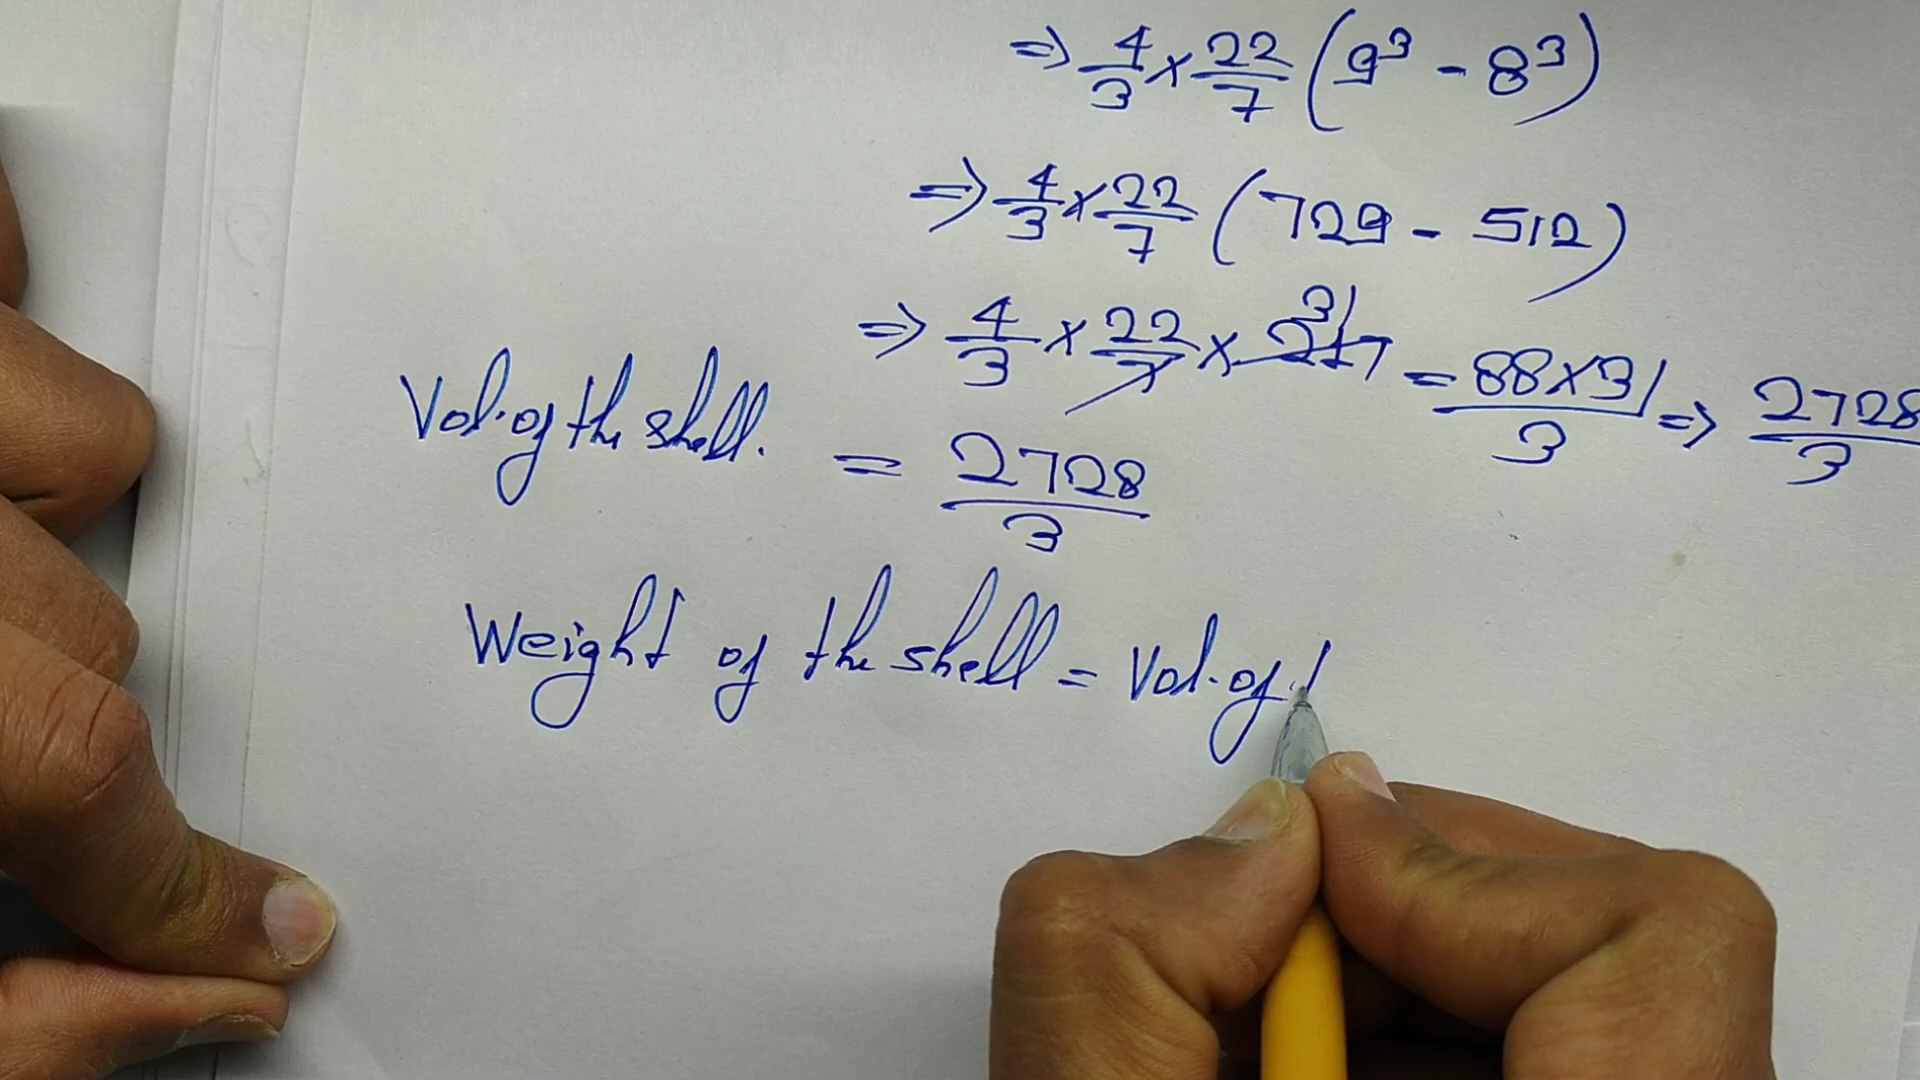 ⇒ 4/3 × 22/7 (9³ - 8³)
⇒ 4/3 × 22/7 (729 - 512)
⇒ 4/3 × 22/7 × 217 31 = 88×31/3 ⇒ 2728/3
Vol. of the shell. = 2728/3
Weight of the shell = Vol. of